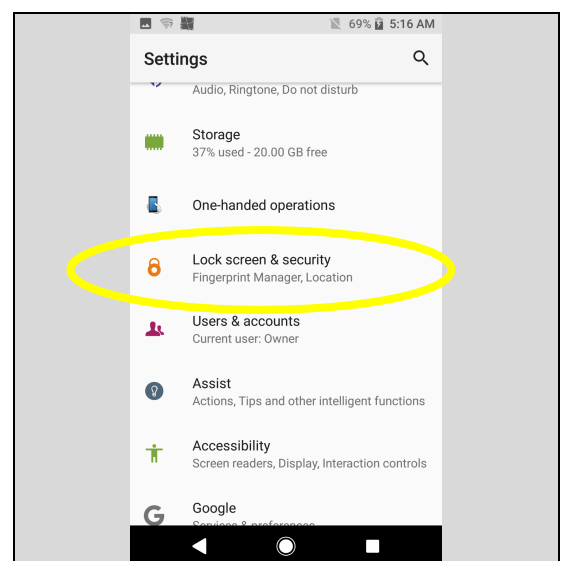 69% 5:16 AM
Settings
Audio, Ringtone, Do not disturb
Storage
37% used - 20.00 GB free
One-handed operations
Lock screen & security
Fingerprint Manager, Location
Users & accounts
Current user: Owner
Assist
Actions, Tips and other intelligent functions
Accessibility
Screen readers, Display, Interaction controls
Google
Services & preferences